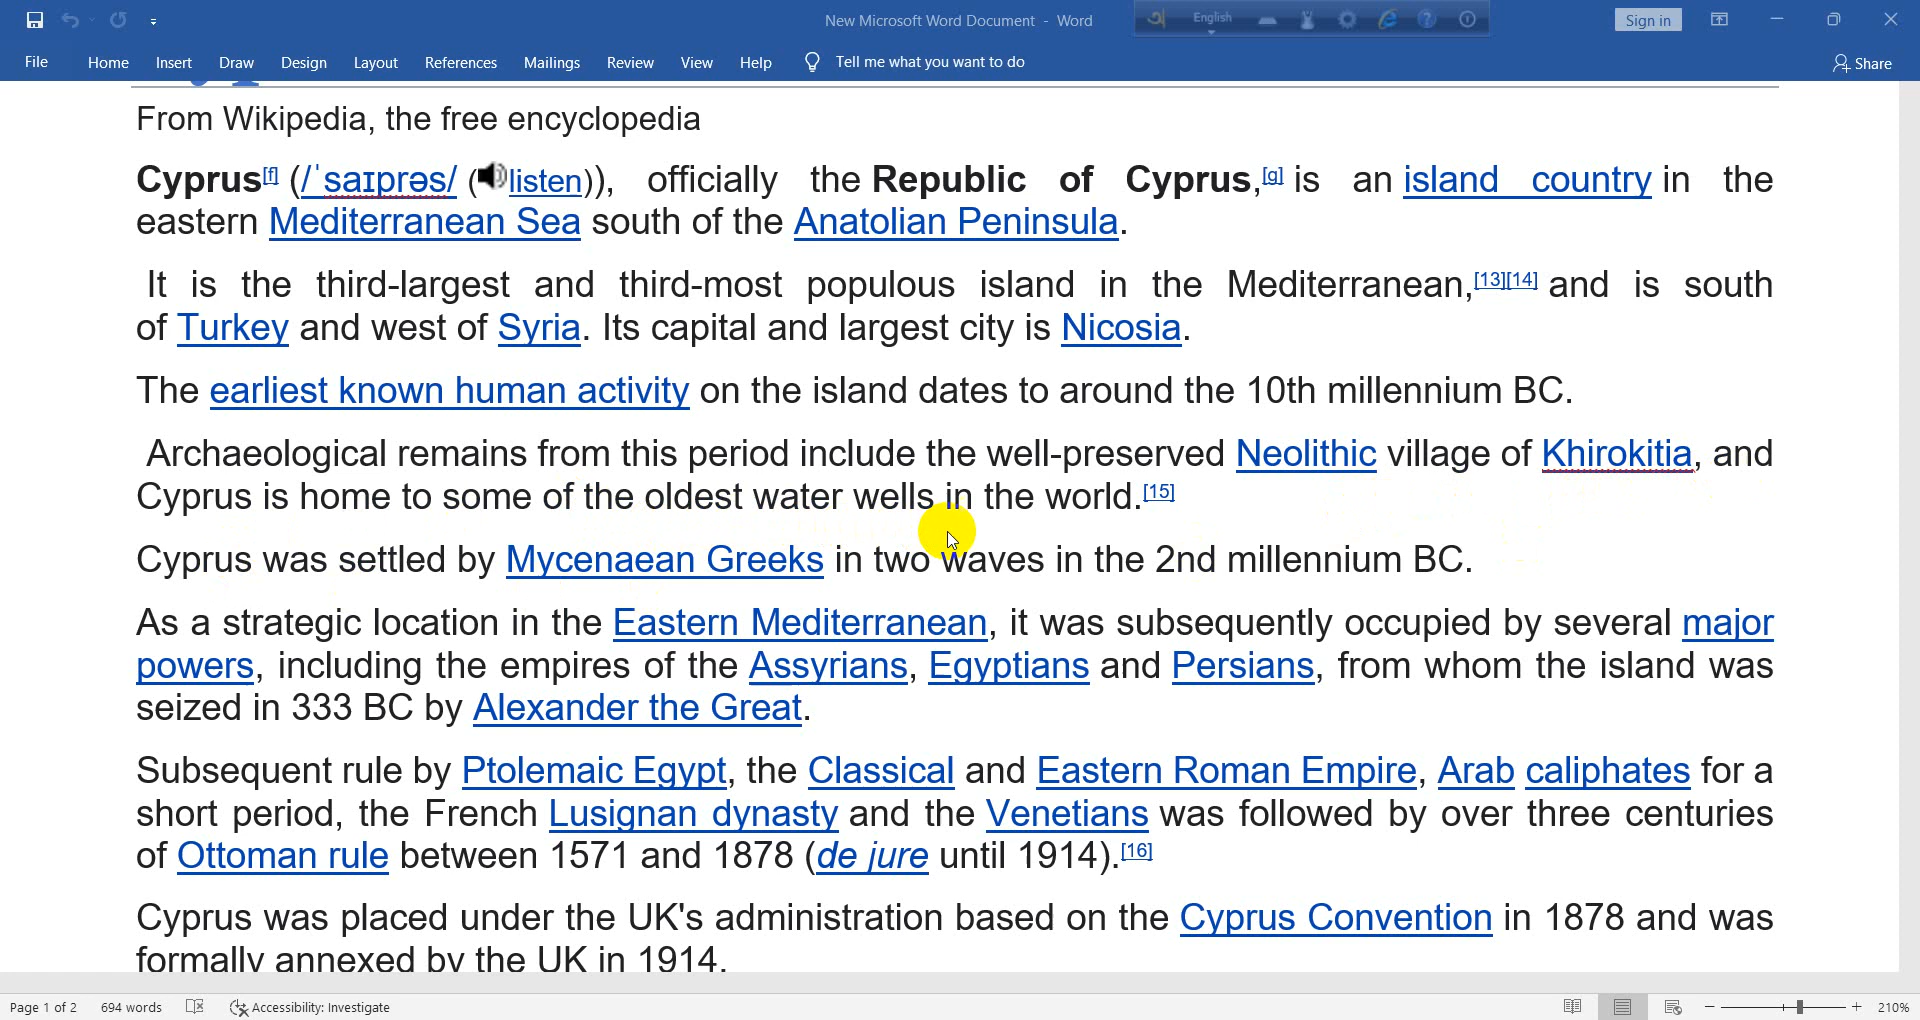 New Microsoft Word Document - Word
English
Sign in
File Home Insert Draw Design Layout References Mailings Review View Help Tell me what you want to do
Share
From Wikipedia, the free encyclopedia
Cyprus[f] (/ˈsaɪprəs/ (listen)), officially the Republic of Cyprus,[g] is an island country in the
eastern Mediterranean Sea south of the Anatolian Peninsula.
It is the third-largest and third-most populous island in the Mediterranean,[13][14] and is south
of Turkey and west of Syria. Its capital and largest city is Nicosia.
The earliest known human activity on the island dates to around the 10th millennium BC.
Archaeological remains from this period include the well-preserved Neolithic village of Khirokitia, and
Cyprus is home to some of the oldest water wells in the world.[15]
Cyprus was settled by Mycenaean Greeks in two waves in the 2nd millennium BC.
As a strategic location in the Eastern Mediterranean, it was subsequently occupied by several major
powers, including the empires of the Assyrians, Egyptians and Persians, from whom the island was
seized in 333 BC by Alexander the Great.
Subsequent rule by Ptolemaic Egypt, the Classical and Eastern Roman Empire, Arab caliphates for a
short period, the French Lusignan dynasty and the Venetians was followed by over three centuries
of Ottoman rule between 1571 and 1878 (de jure until 1914).[16]
Cyprus was placed under the UK's administration based on the Cyprus Convention in 1878 and was
formally annexed by the UK in 1914.
Page 1 of 2 694 words Accessibility: Investigate 210%